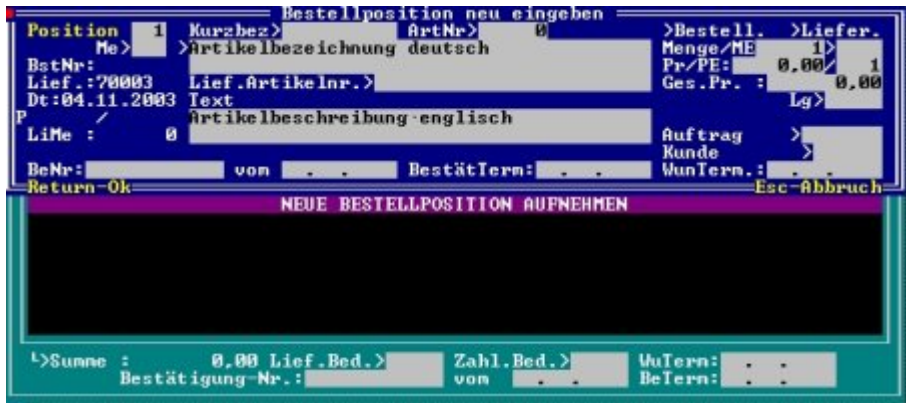 Bestellposition neu eingeben
Position 1 Kurzbez> ArtNr> 0 >Bestell. >Liefer.
Me> >Artikelbezeichnung deutsch Menge/ME 1>
BstNr: Pr/PE: 0,00/ 1
Lief.:70003 Lief.Artikelnr.> Ges.Pr. : 0,00
Dt:04.11.2003 Text Lg>
P / Artikelbeschreibung-englisch
LiMe : 0 Auftrag >
Kunde >
BeNr: von . . BestätTerm: . . WunTerm.: . .
Return-Ok Esc-Abbruch
NEUE BESTELLPOSITION AUFNEHMEN
└>Summe : 0,00 Lief.Bed.> Zahl.Bed.> WuTerm: . .
Bestätigung-Nr.: vom . . BeTerm: . .